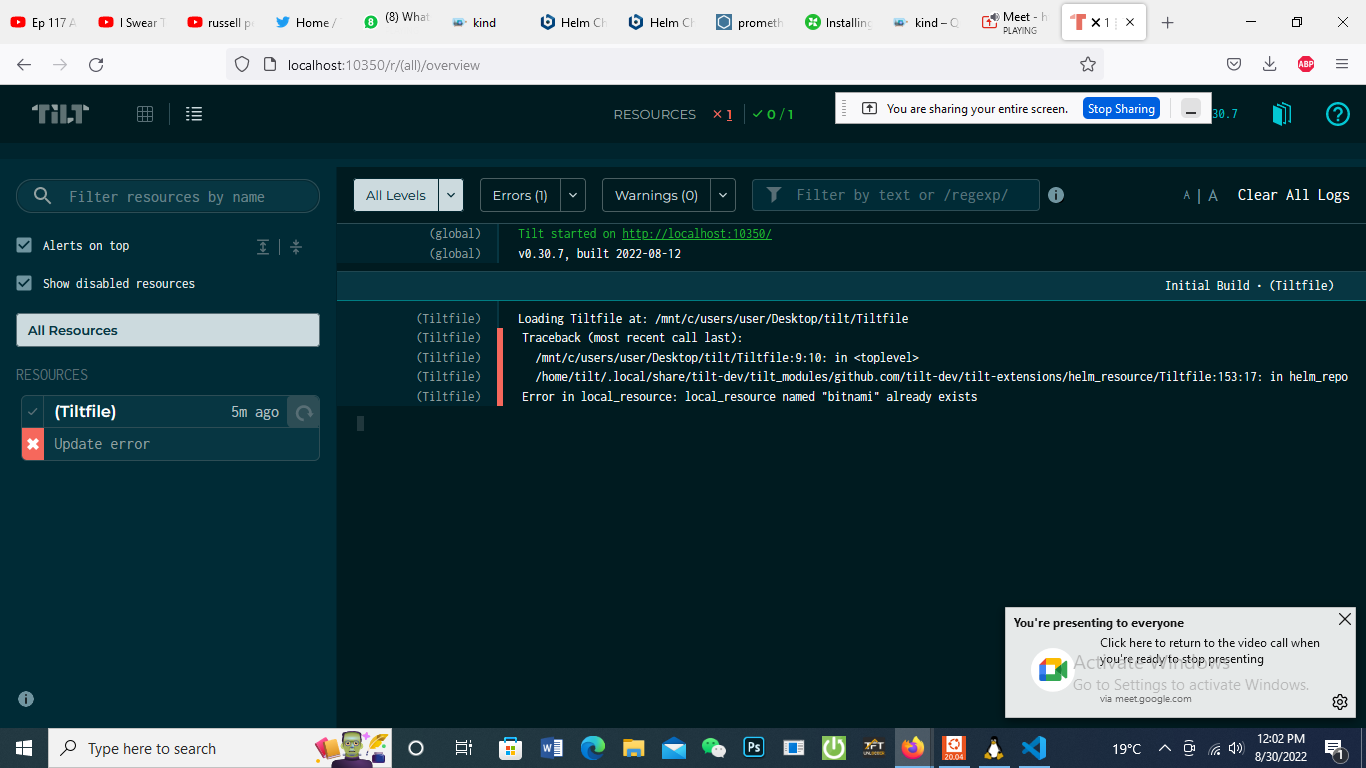 Ep 117 A
I Swear T
russell p
Home /
(8) What
kind
Helm Ch
Helm Ch
prometh
Installing
kind – Q
Meet - h
PLAYING
1
localhost:10350/r/(all)/overview
ABP
TiLT
RESOURCES
1
0 / 1
You are sharing your entire screen.
Stop Sharing
30.7
Filter resources by name
All Levels
Errors (1)
Warnings (0)
Filter by text or /regexp/
A | A
Clear All Logs
Alerts on top
Show disabled resources
All Resources
RESOURCES
(Tiltfile)
5m ago
Update error
(global) Tilt started on http://localhost:10350/
(global) v0.30.7, built 2022-08-12
Initial Build • (Tiltfile)
(Tiltfile) Loading Tiltfile at: /mnt/c/users/user/Desktop/tilt/Tiltfile
(Tiltfile) Traceback (most recent call last):
(Tiltfile) /mnt/c/users/user/Desktop/tilt/Tiltfile:9:10: in <toplevel>
(Tiltfile) /home/tilt/.local/share/tilt-dev/tilt_modules/github.com/tilt-dev/tilt-extensions/helm_resource/Tiltfile:153:17: in helm_repo
(Tiltfile) Error in local_resource: local_resource named "bitnami" already exists
You're presenting to everyone
Click here to return to the video call when
you're ready to stop presenting
via meet.google.com
Activate Windows
Go to Settings to activate Windows.
Type here to search
Ps
20.04
19°C
12:02 PM
8/30/2022
1